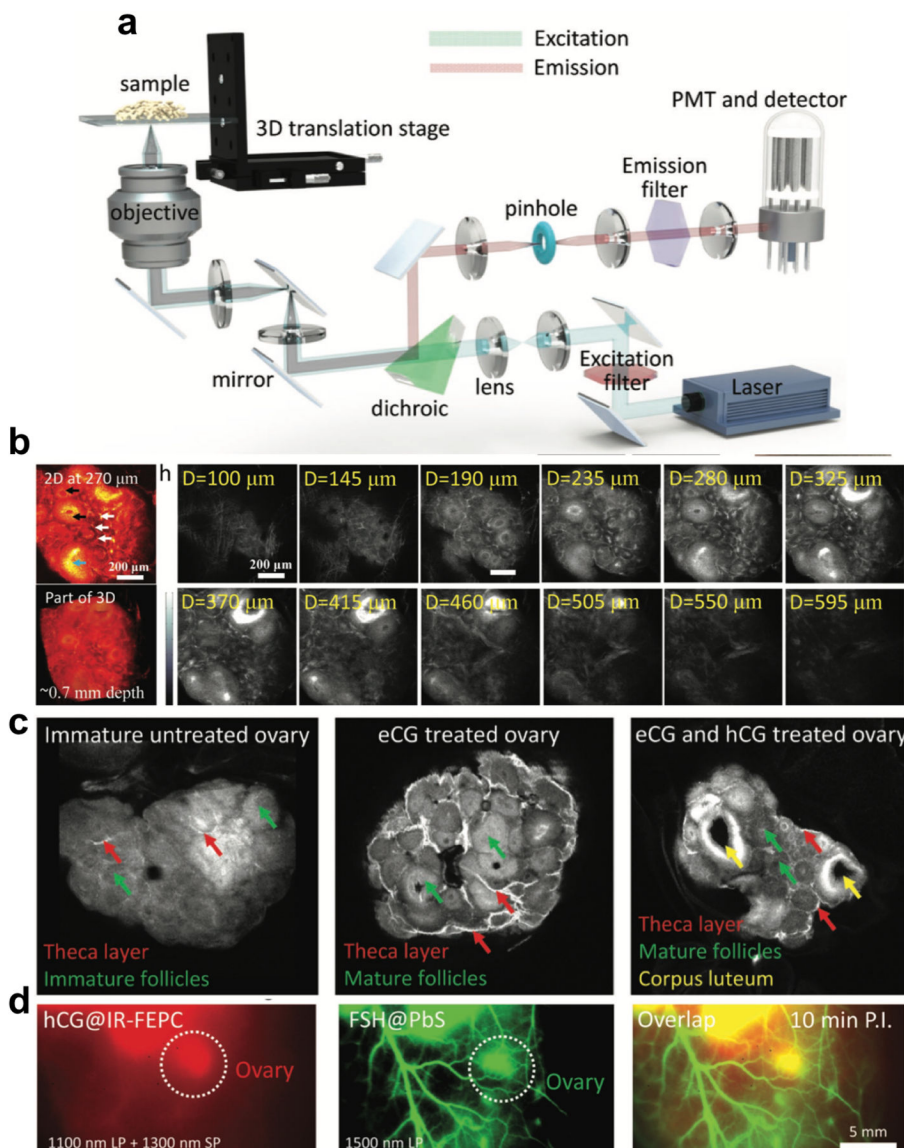 a
Excitation
Emission
sample
3D translation stage
PMT and detector
Emission
filter
pinhole
objective
mirror
dichroic
lens
Excitation
filter
Laser
b
2D at 270 μm
200 μm
Part of 3D
~0.7 mm depth
h
D=100 μm
D=145 μm
D=190 μm
D=235 μm
D=280 μm
D=325 μm
200 μm
D=370 μm
D=415 μm
D=460 μm
D=505 μm
D=550 μm
D=595 μm
c
Immature untreated ovary
Theca layer
Immature follicles
eCG treated ovary
Theca layer
Mature follicles
eCG and hCG treated ovary
Theca layer
Mature follicles
Corpus luteum
d
hCG@IR-FEPC
Ovary
1100 nm LP + 1300 nm SP
FSH@PbS
Ovary
1500 nm LP
Overlap
10 min P.I.
5 mm